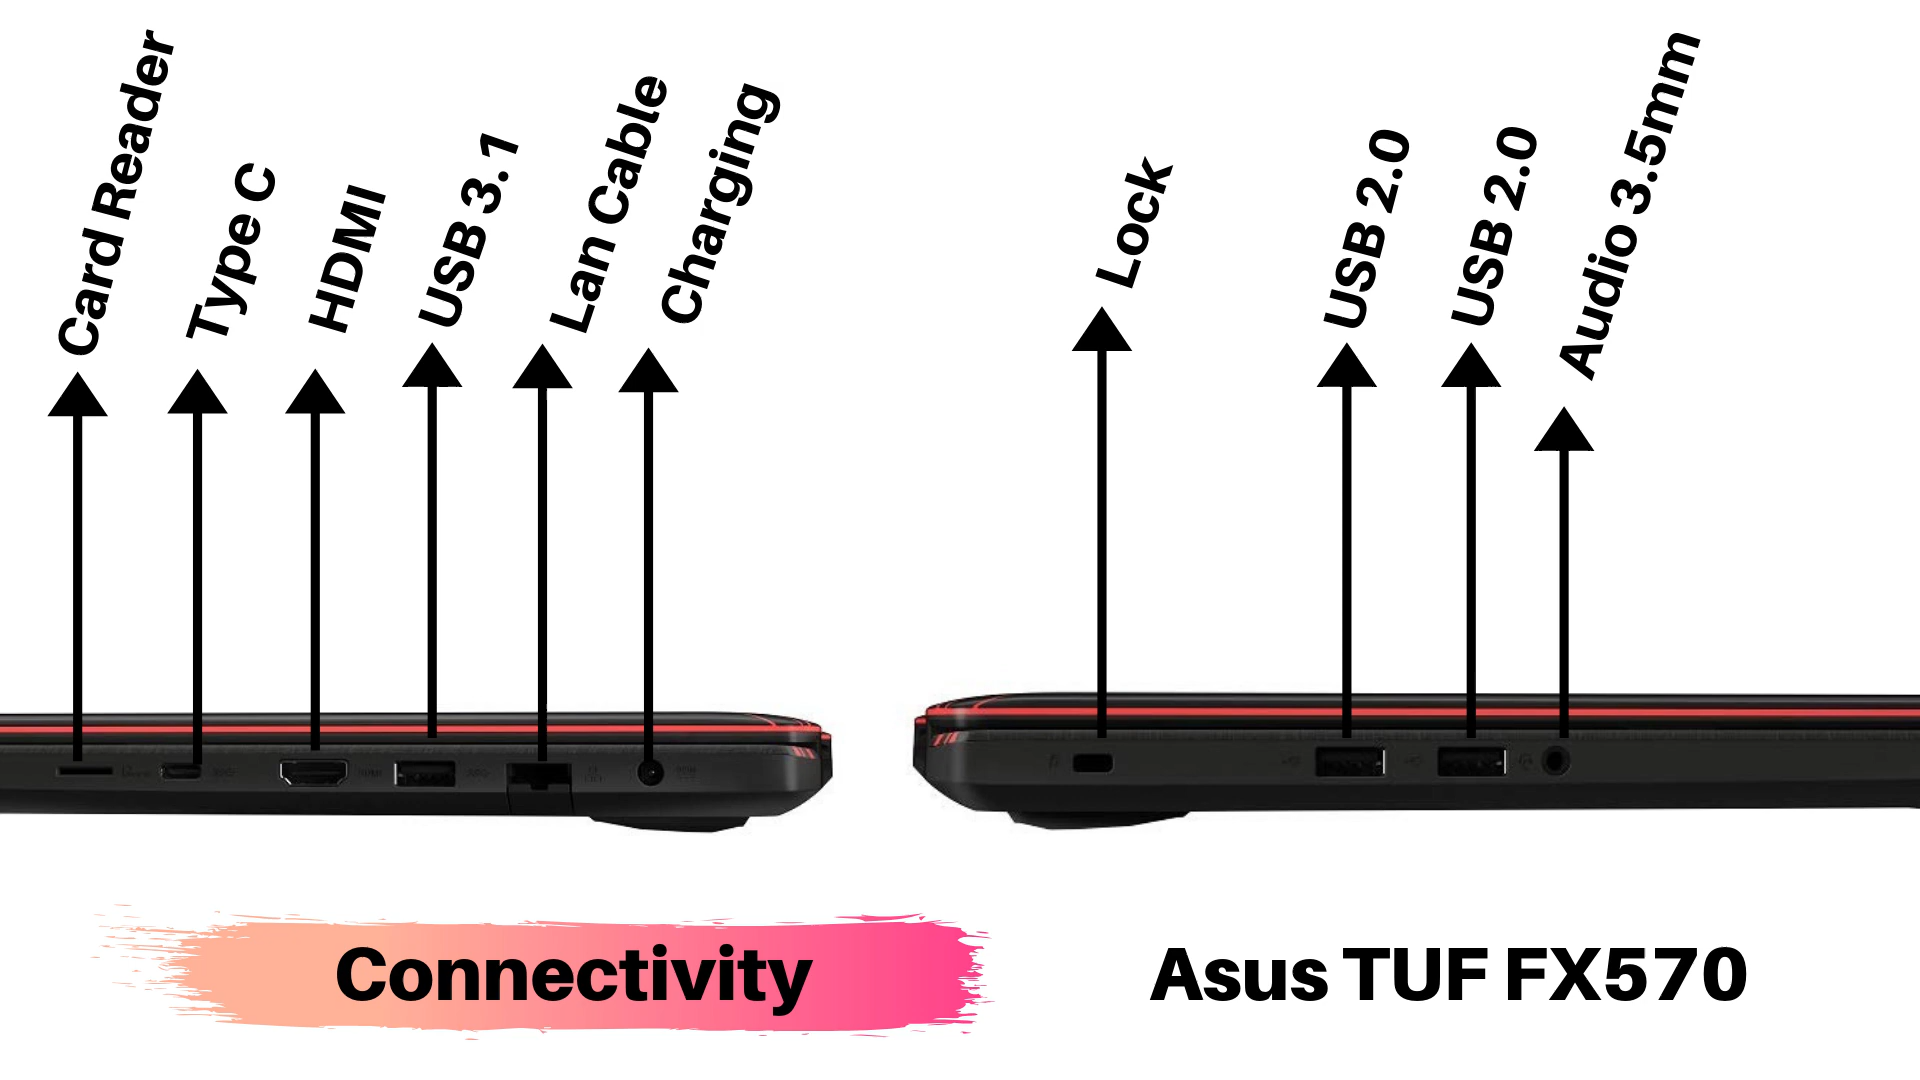 Card Reader
Type C
HDMI
USB 3.1
Lan Cable
Charging
Lock
USB 2.0
USB 2.0
Audio 3.5mm
Connectivity
Asus TUF FX570